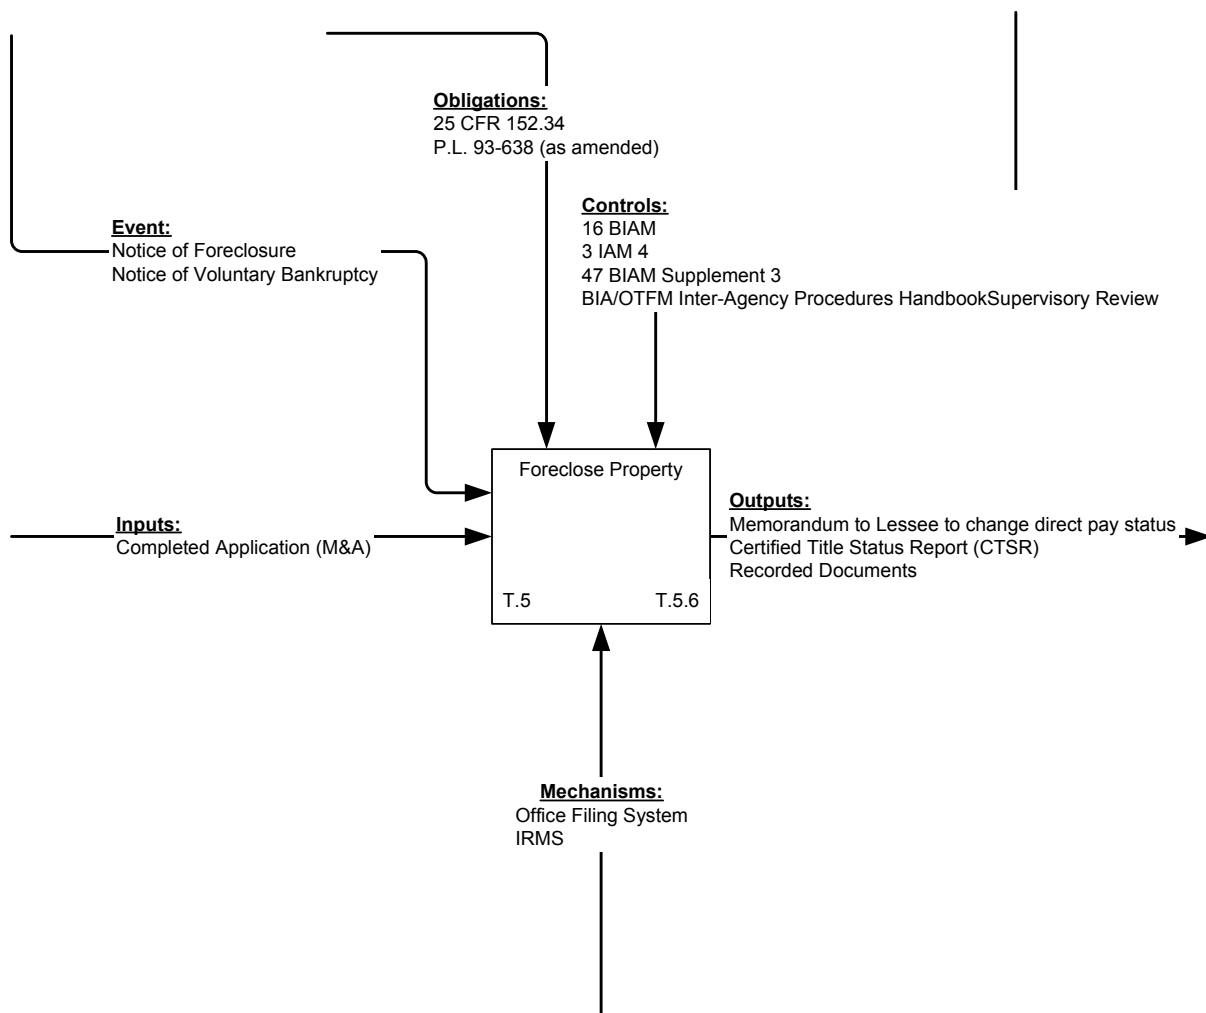 Obligations:
25 CFR 152.34
P.L. 93-638 (as amended)
Controls:
16 BIAM
3 IAM 4
47 BIAM Supplement 3
BIA/OTFM Inter-Agency Procedures HandbookSupervisory Review
Event:
Notice of Foreclosure
Notice of Voluntary Bankruptcy
Foreclose Property
T.5 T.5.6
Inputs:
Completed Application (M&A)
Outputs:
Memorandum to Lessee to change direct pay status
Certified Title Status Report (CTSR)
Recorded Documents
Mechanisms:
Office Filing System
IRMS